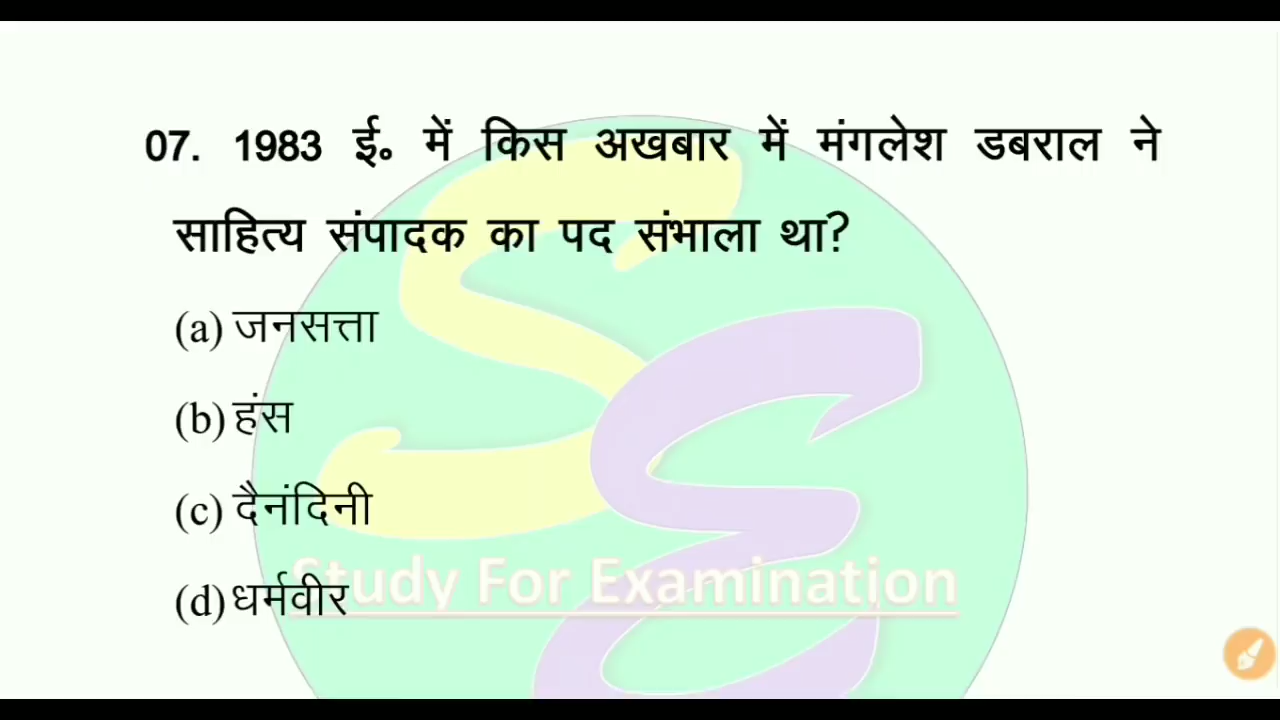 07. 1983 ई॰ में किस अखबार में मंगलेश डबराल ने
साहित्य संपादक का पद संभाला था?
(a) जनसत्ता
(b) हंस
(c) दैनंदिनी
(d) धर्मवीर
Study For Examination